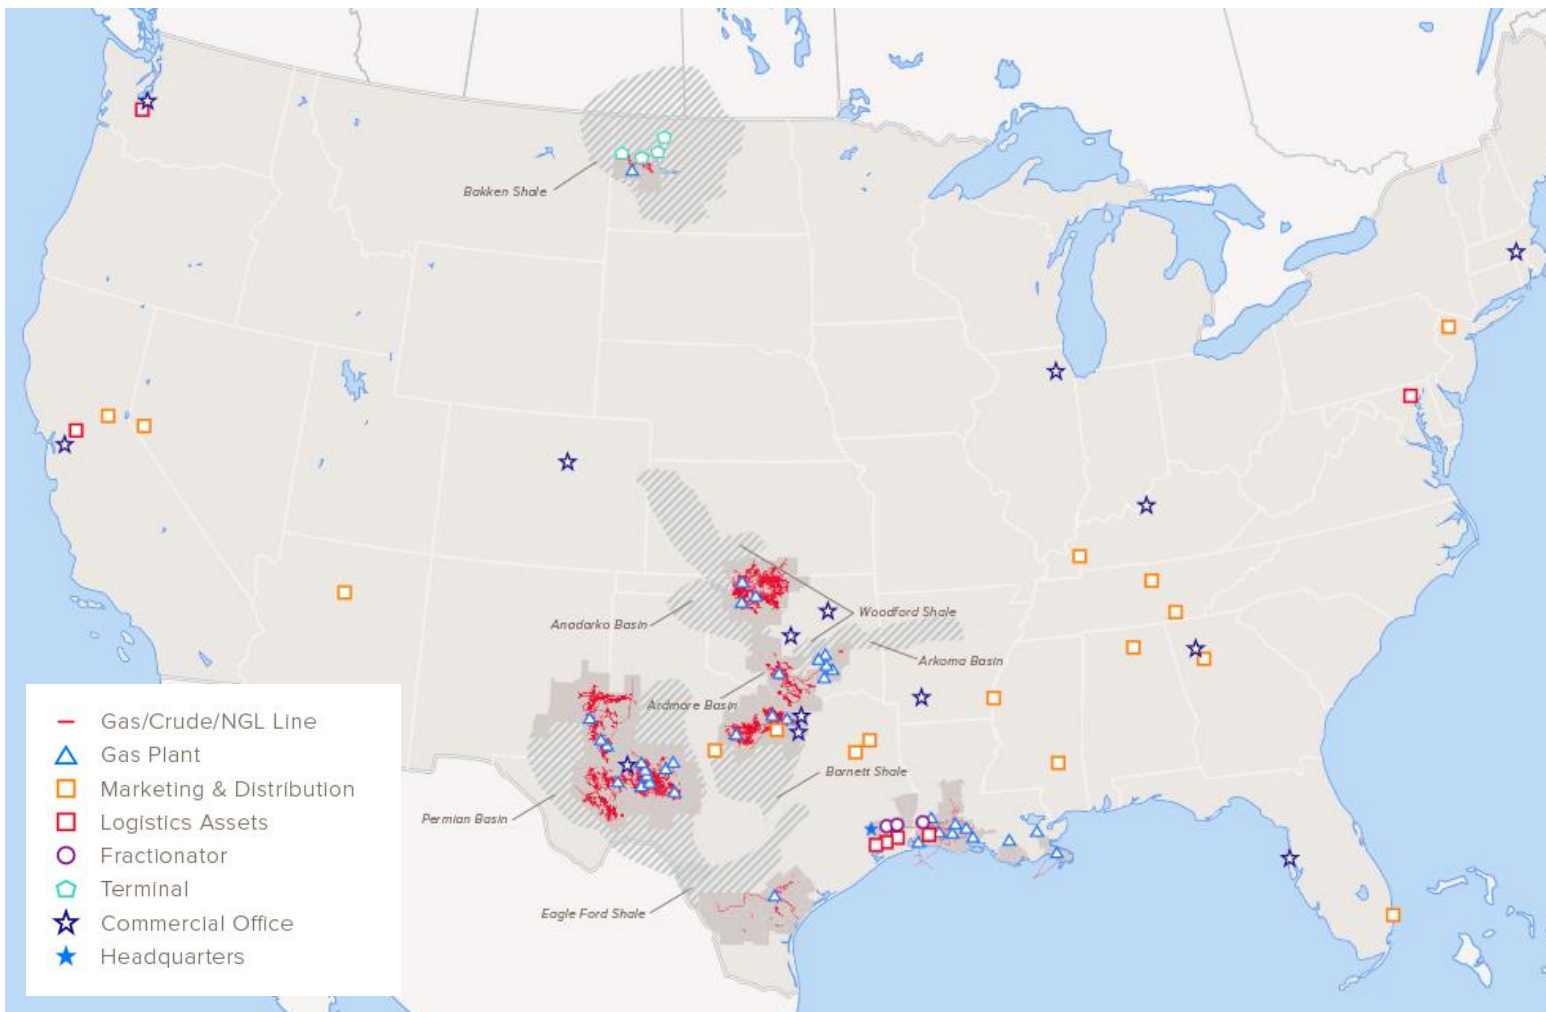 Bakken Shale
Woodford Shale
Anadarko Basin
Arkoma Basin
Ardmore Basin
Barnett Shale
Permian Basin
Eagle Ford Shale
Gas/Crude/NGL Line
Gas Plant
Marketing & Distribution
Logistics Assets
Fractionator
Terminal
Commercial Office
Headquarters